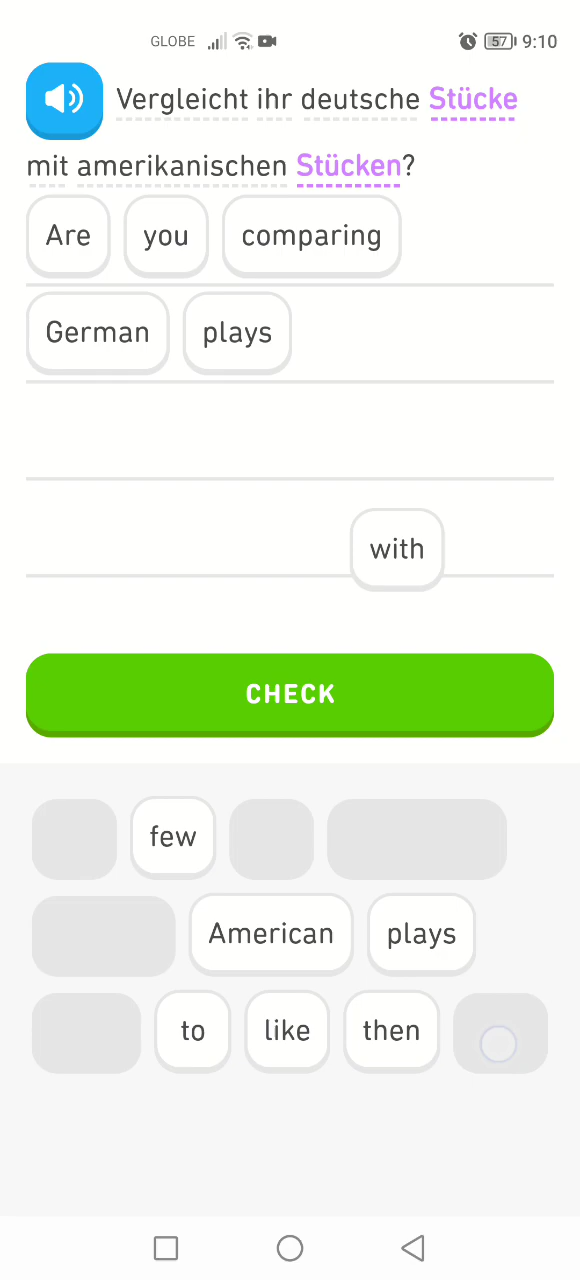 GLOBE 57 9:10
Vergleicht ihr deutsche Stücke
mit amerikanischen Stücken?
Are you comparing
German plays
with
CHECK
few
American plays
to like then